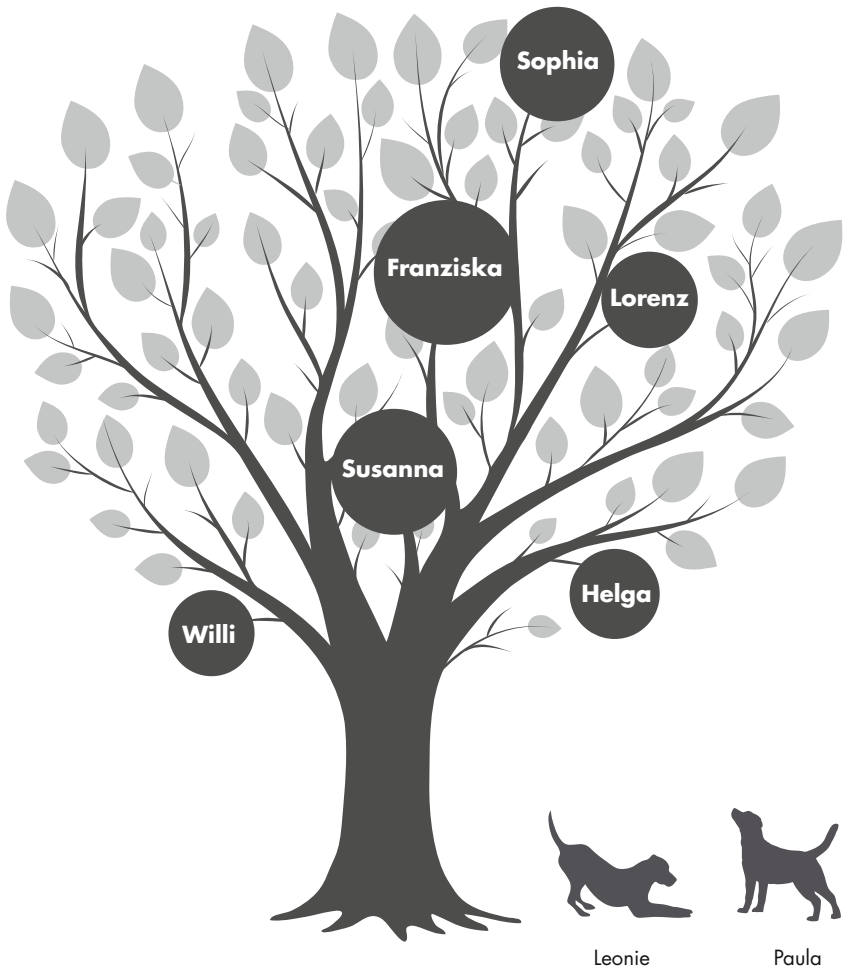 Sophia
Franziska
Lorenz
Susanna
Helga
Willi
Leonie
Paula